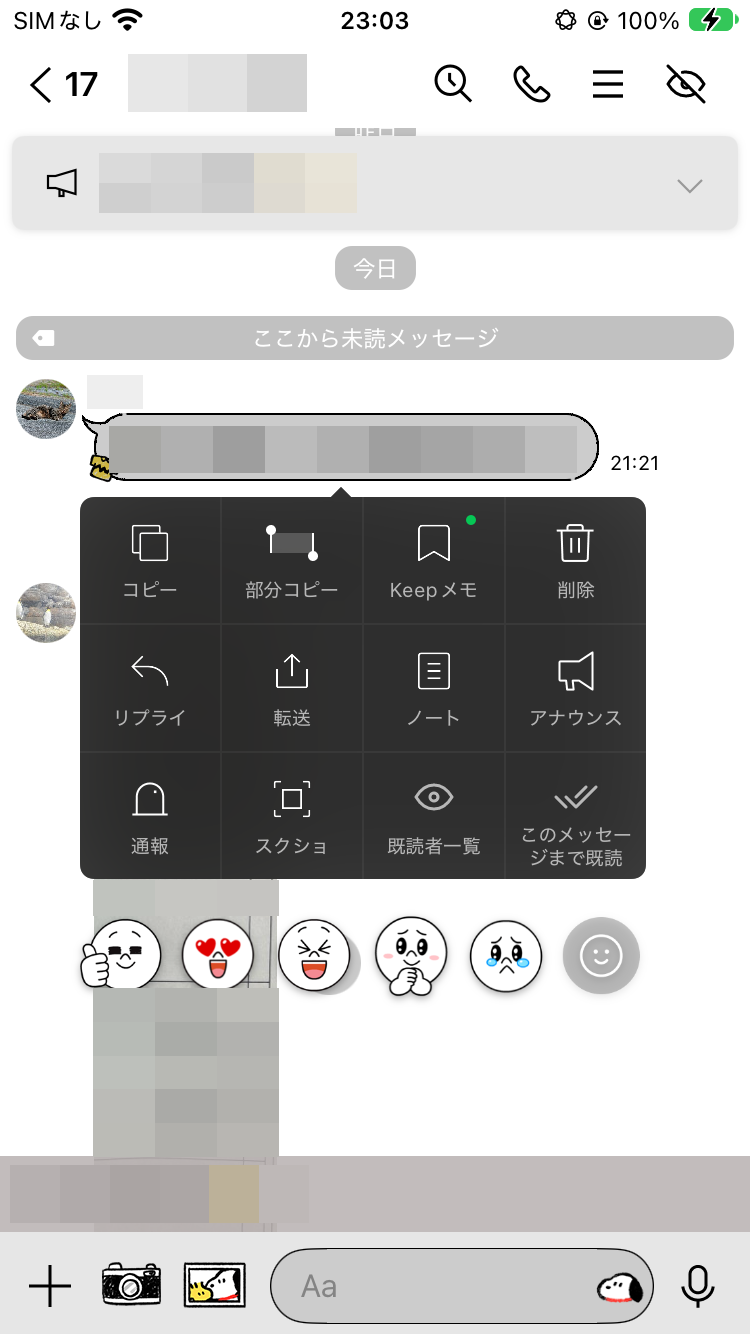 SIMなし 23:03 100%
17
今日
ここから未読メッセージ
21:21
コピー 部分コピー Keepメモ 削除
リプライ 転送 ノート アナウンス
通報 スクショ 既読者一覧 このメッセー
ジまで既読
Aa